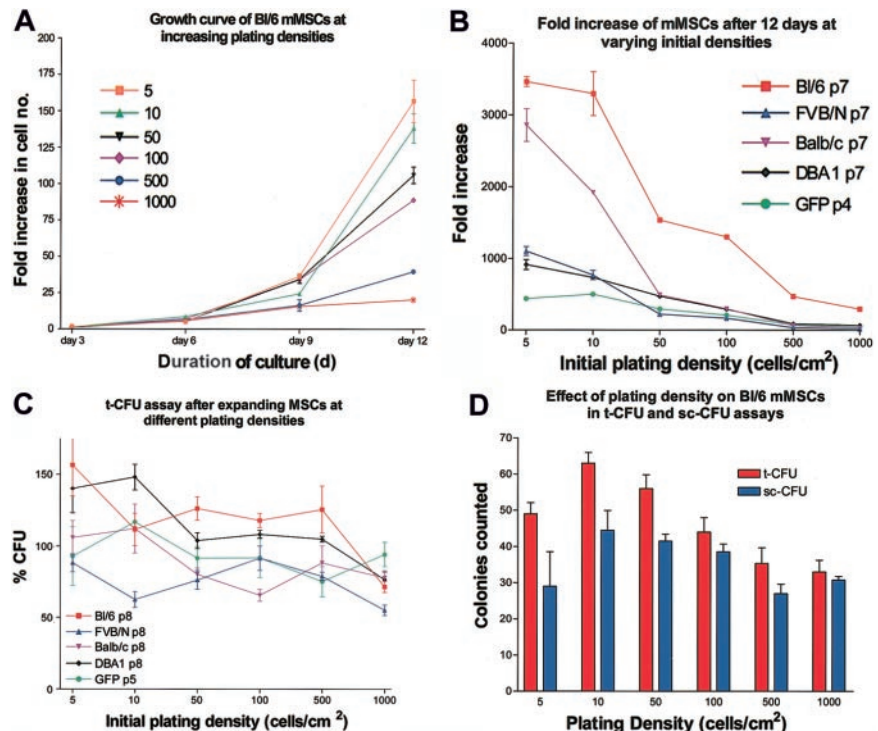 A
Growth curve of Bl/6 mMSCs at
increasing plating densities
Fold increase in cell no.
200
175
150
125
100
75
50
25
0
5
10
50
100
500
1000
day 3
day 6
day 9
day 12
Duration of culture (d)
B
Fold increase of mMSCs after 12 days at
varying initial densities
Fold increase
4000
3000
2000
1000
0
Bl/6 p7
FVB/N p7
Balb/c p7
DBA1 p7
GFP p4
5
10
50
100
500
1000
Initial plating density (cells/cm²)
C
t-CFU assay after expanding MSCs at
different plating densities
% CFU
150
100
50
0
Bl/6 p8
FVB/N p8
Balb/c p8
DBA1 p8
GFP p5
5
10
50
100
500
1000
Initial plating density (cells/cm ²)
D
Effect of plating density on Bl/6 mMSCs
in t-CFU and sc-CFU assays
Colonies counted
70
60
50
40
30
20
10
0
t-CFU
sc-CFU
5
10
50
100
500
1000
Plating Density (cells/cm²)